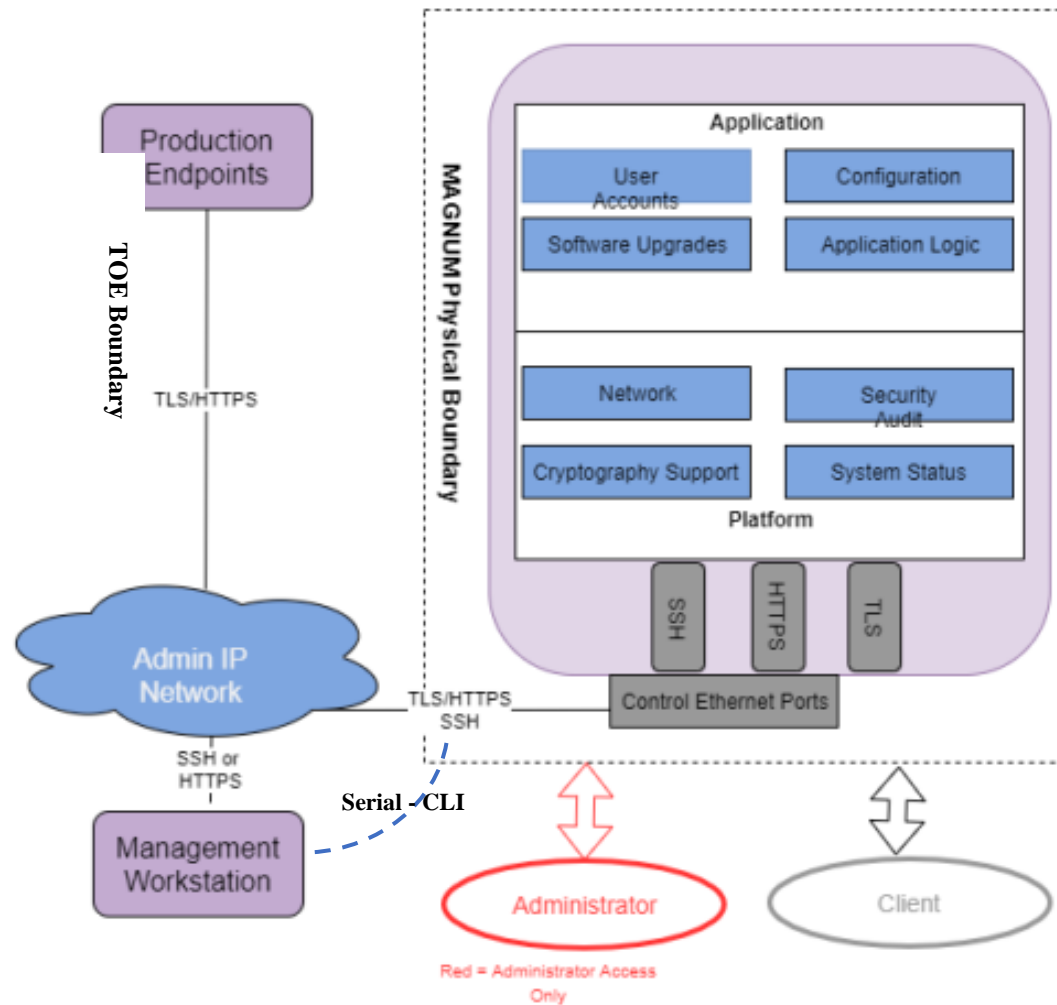 Production
Endpoints
TOE Boundary
TLS/HTTPS
Admin IP
Network
SSH or
HTTPS
Management
Workstation
TLS/HTTPS
SSH
Serial - CLI
MAGNUM Physical Boundary
Application
User
Accounts
Configuration
Software Upgrades
Application Logic
Network
Security
Audit
Cryptography Support
System Status
Platform
SSH
HTTPS
TLS
Control Ethernet Ports
Administrator
Client
Red = Administrator Access
Only